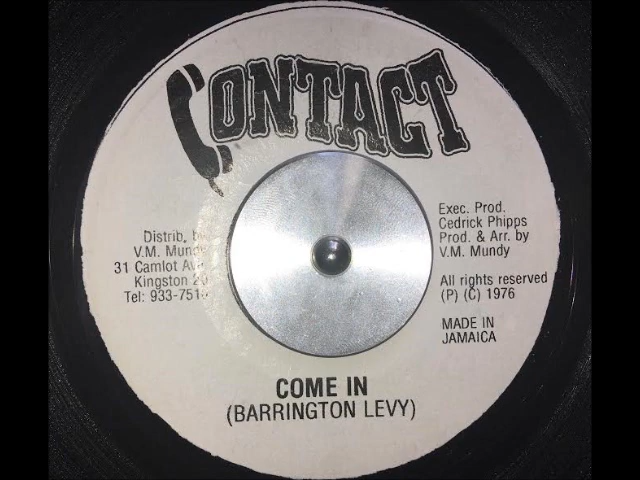 CONTACT
Distrib. by
V.M. Mundy
31 Camlot Ave
Kingston 20
Tel: 933-751
Exec. Prod.
Cedrick Phipps
Prod. & Arr. by
V.M. Mundy
All rights reserved
(P) (C) 1976
MADE IN
JAMAICA
COME IN
(BARRINGTON LEVY)